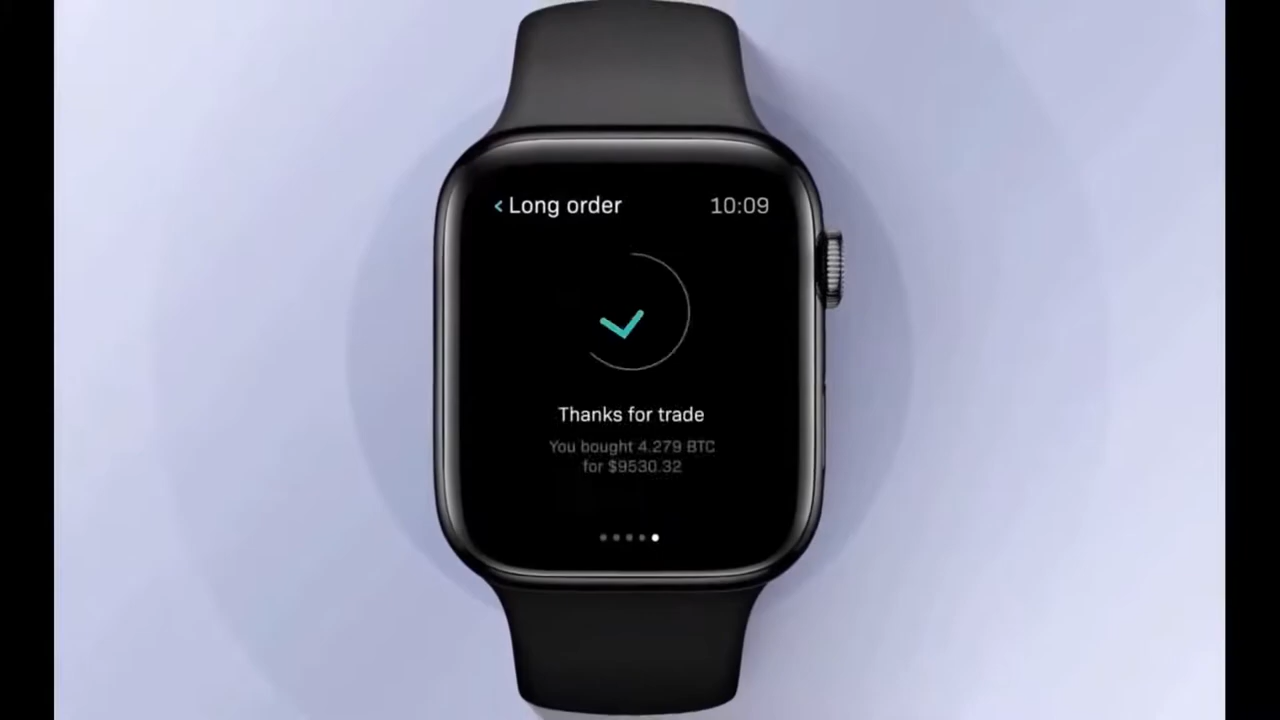 Long order
10:09
Thanks for trade
You bought 4.279 BTC
for $9530.32